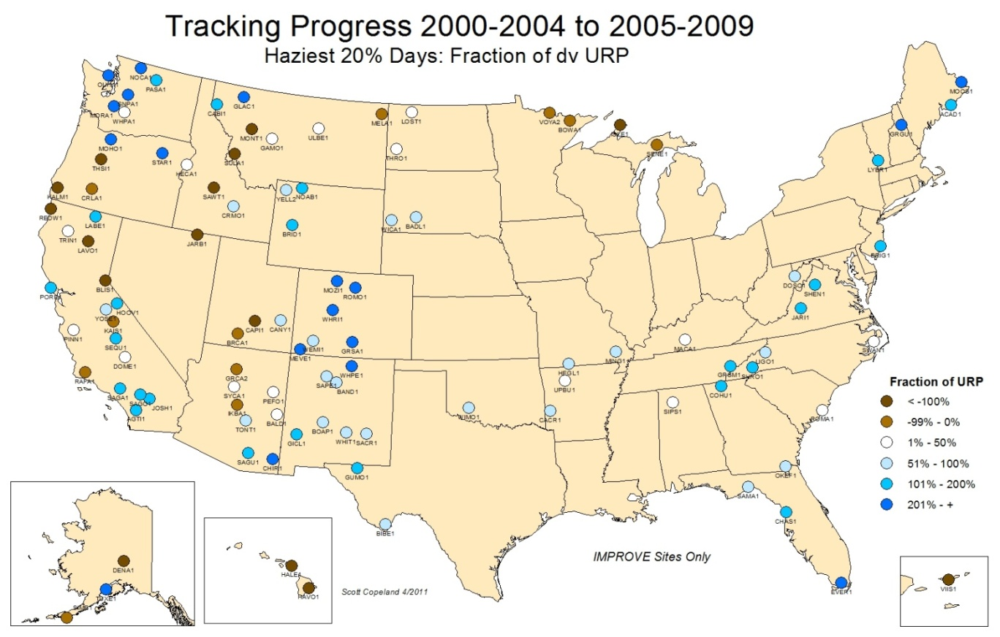 Tracking Progress 2000-2004 to 2005-2009
Haziest 20% Days: Fraction of dv URP
NOCA1
PASA1
SNPA1
MORA1
WHPA1
MOHO1
STAR1
THSI1
HECA1
KALM1
CRLA1
REDW1
LABE1
TRIN1
LAVO1
CABI1
GLAC1
MONT1
GAMO1
ULBE1
SULA1
SAWT1
CRMO1
JARB1
MELA1
LOST1
THRO1
YELL2
NOAB1
BRID1
WICA1
BADL1
VOYA2
BOWA1
SENE1
MOOS1
ACAD1
GRGU1
LYBR1
BRIG1
BLIS1
HOOV1
YOSE1
KAIS1
PINN1
SEQU1
DOME1
RAFA1
SAGA1
SAGO1
JOSH1
AGTI1
MOZI1
ROMO1
WHRI1
CAPI1
CANY1
BRCA1
WEMI1
MEVE1
GRSA1
GRCA2
SYCA1
PEFO1
IKBA1
BALD1
TONT1
SAPE1
BAND1
WHPE1
GICL1
BOAP1
WHIT1
SACR1
SAGU1
CHIR1
GUMO1
BIBE1
WIMO1
HEGL1
UPBU1
CACR1
MING1
MACA1
DOSO1
SHEN1
JARI1
SWAN1
LIGO1
GRSM1
SHRO1
COHU1
SIPS1
ROMA1
OKEF1
SAMA1
CHAS1
EVER1
Fraction of URP
< -100%
-99% - 0%
1% - 50%
51% - 100%
101% - 200%
201% - +
IMPROVE Sites Only
Scott Copeland 4/2011
DENA1
HALE1
HAVO1
VIIS1